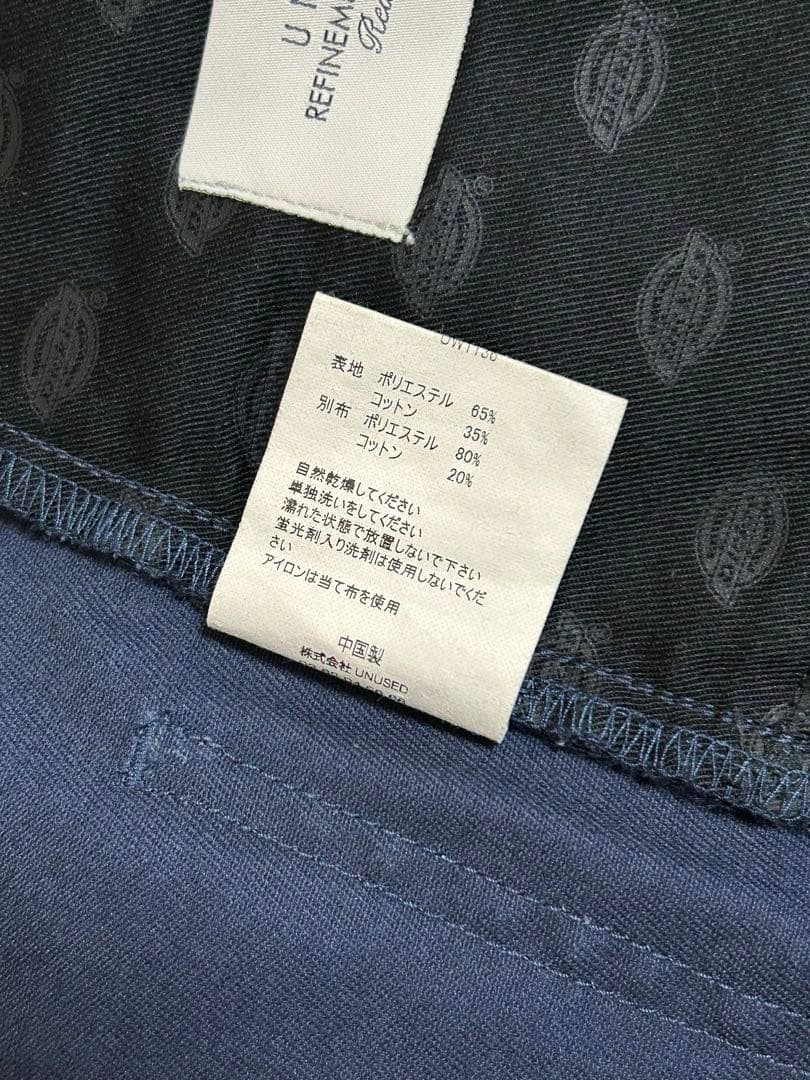 REFINEM
表地 ポリエステル 65%
コットン 35%
別布 ポリエステル 80%
コットン 20%
自然乾燥してください
単独洗いをしてください
濡れた状態で放置しないで下さい
蛍光剤入り洗剤は使用しないでくだ
さい
アイロンは当て布を使用
中国製
株式会社 UNUSED
DICKIES
DICKIES
DICKIES
DICKIES